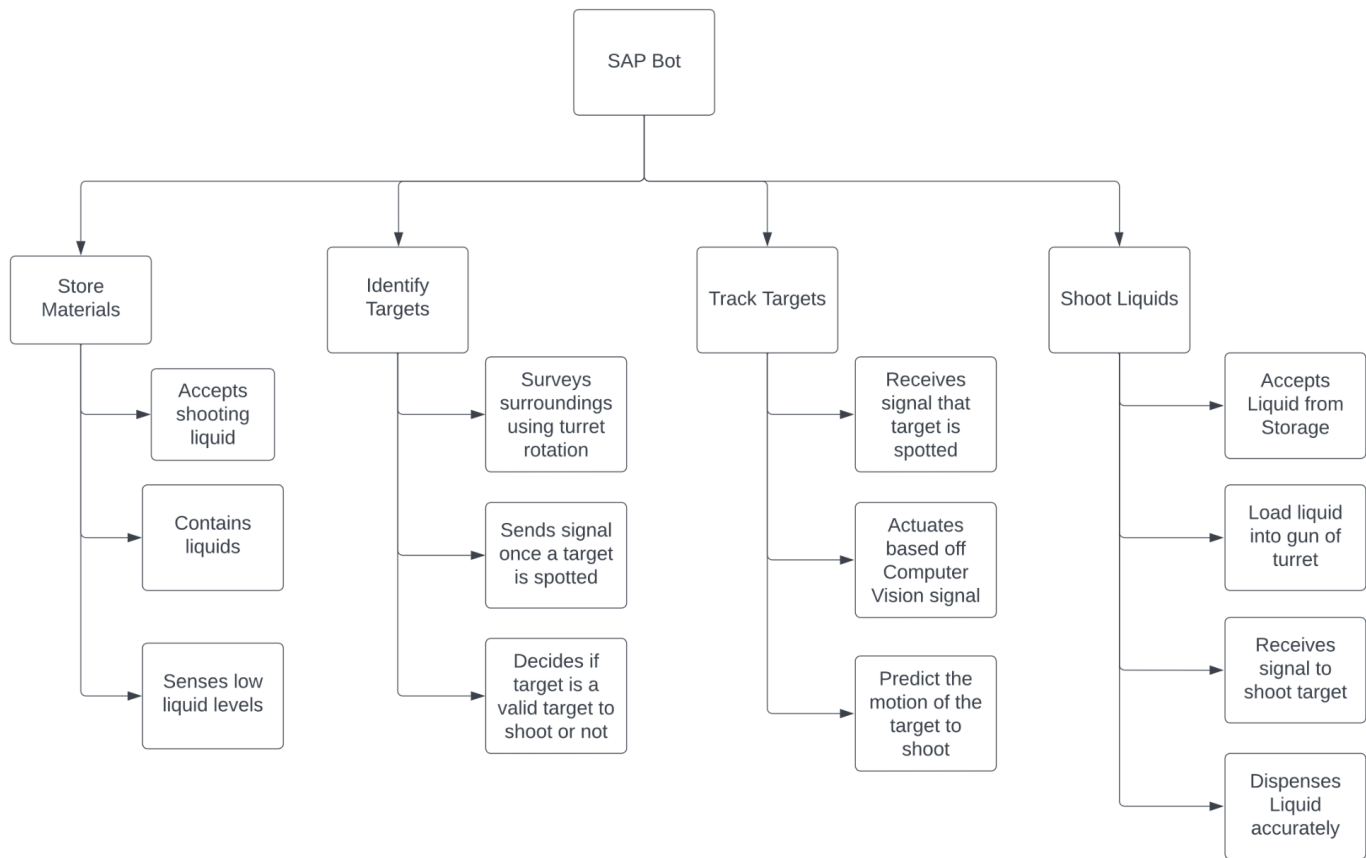 SAP Bot
Store
Materials
Identify
Targets
Track Targets
Shoot Liquids
Accepts
shooting
liquid
Contains
liquids
Senses low
liquid levels
Surveys
surroundings
using turret
rotation
Sends signal
once a target
is spotted
Decides if
target is a
valid target to
shoot or not
Receives
signal that
target is
spotted
Actuates
based off
Computer
Vision signal
Predict the
motion of the
target to
shoot
Accepts
Liquid from
Storage
Load liquid
into gun of
turret
Receives
signal to
shoot target
Dispenses
Liquid
accurately